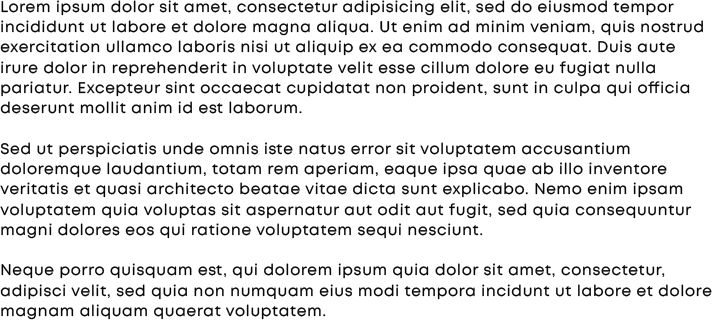 Lorem ipsum dolor sit amet, consectetur adipisicing elit, sed do eiusmod tempor
incididunt ut labore et dolore magna aliqua. Ut enim ad minim veniam, quis nostrud
exercitation ullamco laboris nisi ut aliquip ex ea commodo consequat. Duis aute
irure dolor in reprehenderit in voluptate velit esse cillum dolore eu fugiat nulla
pariatur. Excepteur sint occaecat cupidatat non proident, sunt in culpa qui officia
deserunt mollit anim id est laborum.

Sed ut perspiciatis unde omnis iste natus error sit voluptatem accusantium
doloremque laudantium, totam rem aperiam, eaque ipsa quae ab illo inventore
veritatis et quasi architecto beatae vitae dicta sunt explicabo. Nemo enim ipsam
voluptatem quia voluptas sit aspernatur aut odit aut fugit, sed quia consequuntur
magni dolores eos qui ratione voluptatem sequi nesciunt.

Neque porro quisquam est, qui dolorem ipsum quia dolor sit amet, consectetur,
adipisci velit, sed quia non numquam eius modi tempora incidunt ut labore et dolore
magnam aliquam quaerat voluptatem.